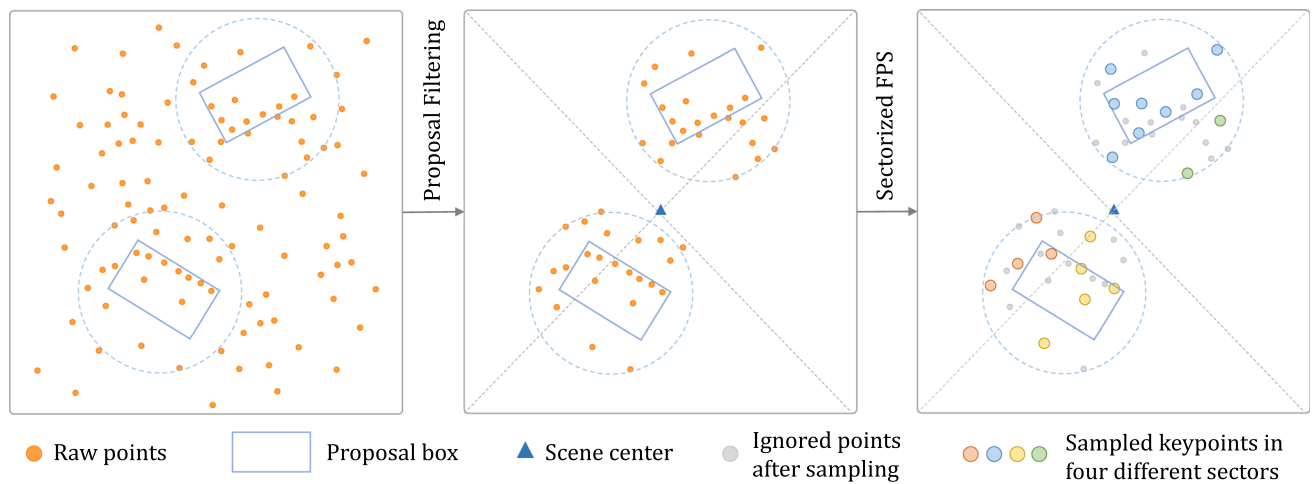 Proposal Filtering
Sectorized FPS
Raw points
Proposal box
Scene center
Ignored points
after sampling
Sampled keypoints in
four different sectors